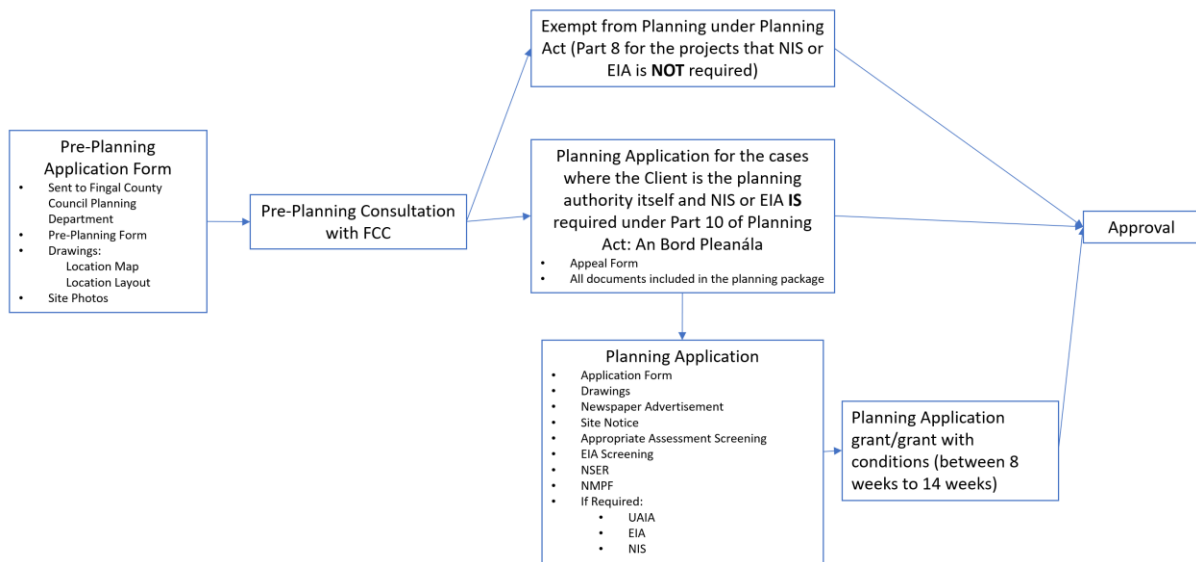 Exempt from Planning under Planning
Act (Part 8 for the projects that NIS or
EIA is NOT required)
Pre-Planning
Application Form
• Sent to Fingal County
Council Planning
Department
• Pre-Planning Form
• Drawings:
Location Map
Location Layout
• Site Photos
Pre-Planning Consultation
with FCC
Planning Application for the cases
where the Client is the planning
authority itself and NIS or EIA IS
required under Part 10 of Planning
Act: An Bord Pleanála
• Appeal Form
• All documents included in the planning package
Approval
Planning Application
• Application Form
• Drawings
• Newspaper Advertisement
• Site Notice
• Appropriate Assessment Screening
• EIA Screening
• NSER
• NMPF
• If Required:
• UAIA
• EIA
• NIS
Planning Application
grant/grant with
conditions (between 8
weeks to 14 weeks)